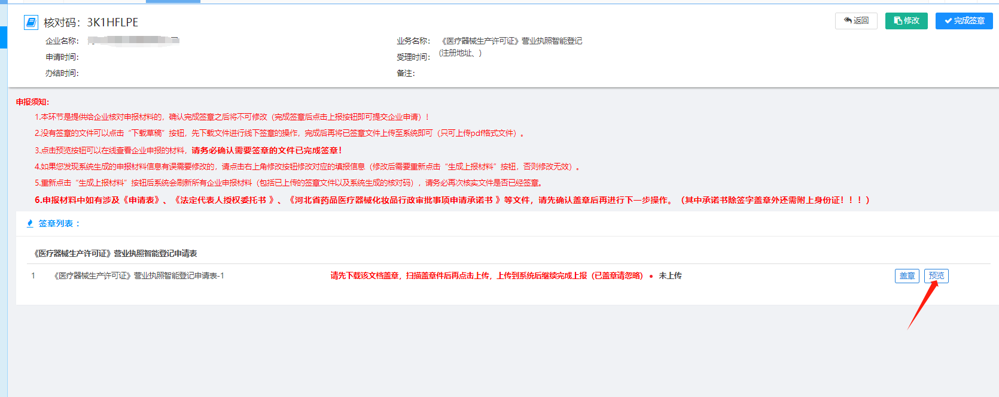 核对码：3K1HFLPE
返回
修改
完成签章
企业名称：
业务名称：
《医疗器械生产许可证》营业执照智能登记
(注册地址、)
申请时间：
受理时间：
办结时间：
备注：
申报须知：
1.本环节是提供给企业核对申报材料的，确认完成签章之后将不可修改（完成签章后点击上报按钮即可提交企业申请）！
2.没有签章的文件可以点击“下载草稿”按钮，先下载文件进行线下签章的操作，完成后再将已签章文件上传至系统即可（只可上传pdf格式文件）。
3.点击预览按钮可以在线查看企业申报的材料，请务必确认需要签章的文件已完成签章！
4.如果您发现系统生成的申报材料信息有误需要修改的，请点击右上角修改按钮修改对应的填报信息（修改后需要重新点击“生成上报材料”按钮，否则修改无效）。
5.重新点击“生成上报材料”按钮后系统会刷新所有企业申报材料（包括已上传的签章文件以及系统生成的核对码），请务必再次核实文件是否已经签章。
6.申报材料中如有涉及《申请表》、《法定代表人授权委托书 》、《河北省药品医疗器械化妆品行政审批事项申请承诺书 》等文件，请先确认盖章后再进行下一步操作。（其中承诺书除签字盖章外还需附上身份证！！！）
签章列表：
《医疗器械生产许可证》营业执照智能登记申请表
1 《医疗器械生产许可证》营业执照智能登记申请表-1 请先下载该文档盖章，扫描盖章件后再点击上传，上传到系统后继续完成上报（已盖章请忽略） • 未上传 盖章 预览